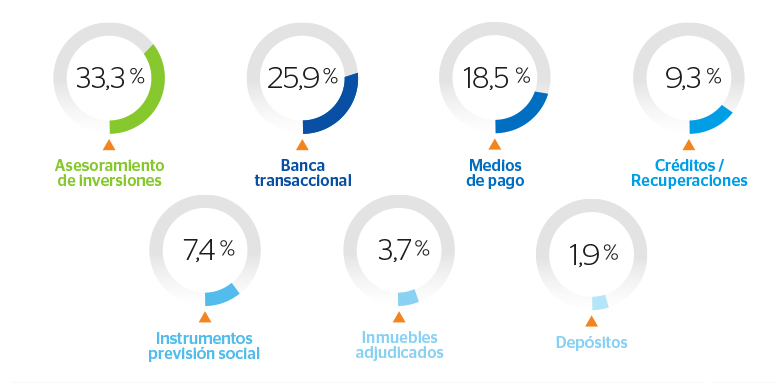 33,3 %
25,9 %
18,5 %
9,3 %
Asesoramiento
de inversiones
Banca
transaccional
Medios
de pago
Créditos /
Recuperaciones
7,4 %
3,7 %
1,9 %
Instrumentos
previsión social
Inmuebles
adjudicados
Depósitos